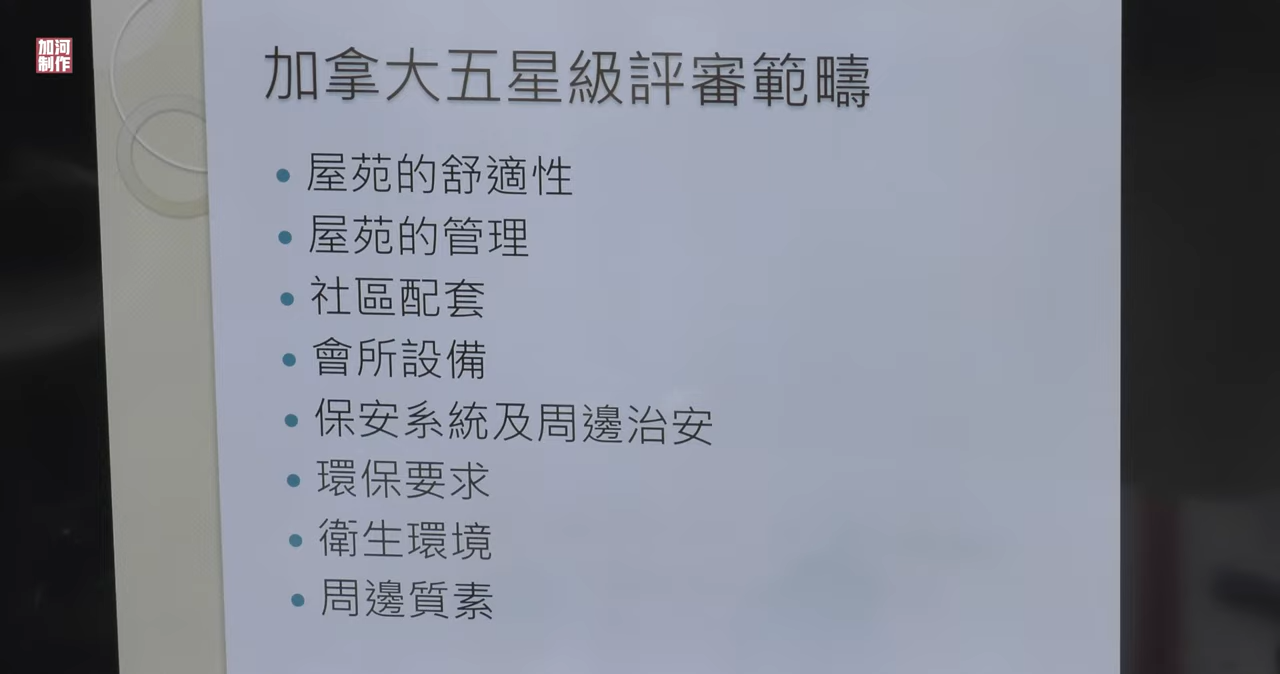 加河
制作
加拿大五星級評審範疇
屋苑的舒適性
屋苑的管理
社區配套
會所設備
保安系統及周邊治安
環保要求
衛生環境
周邊質素